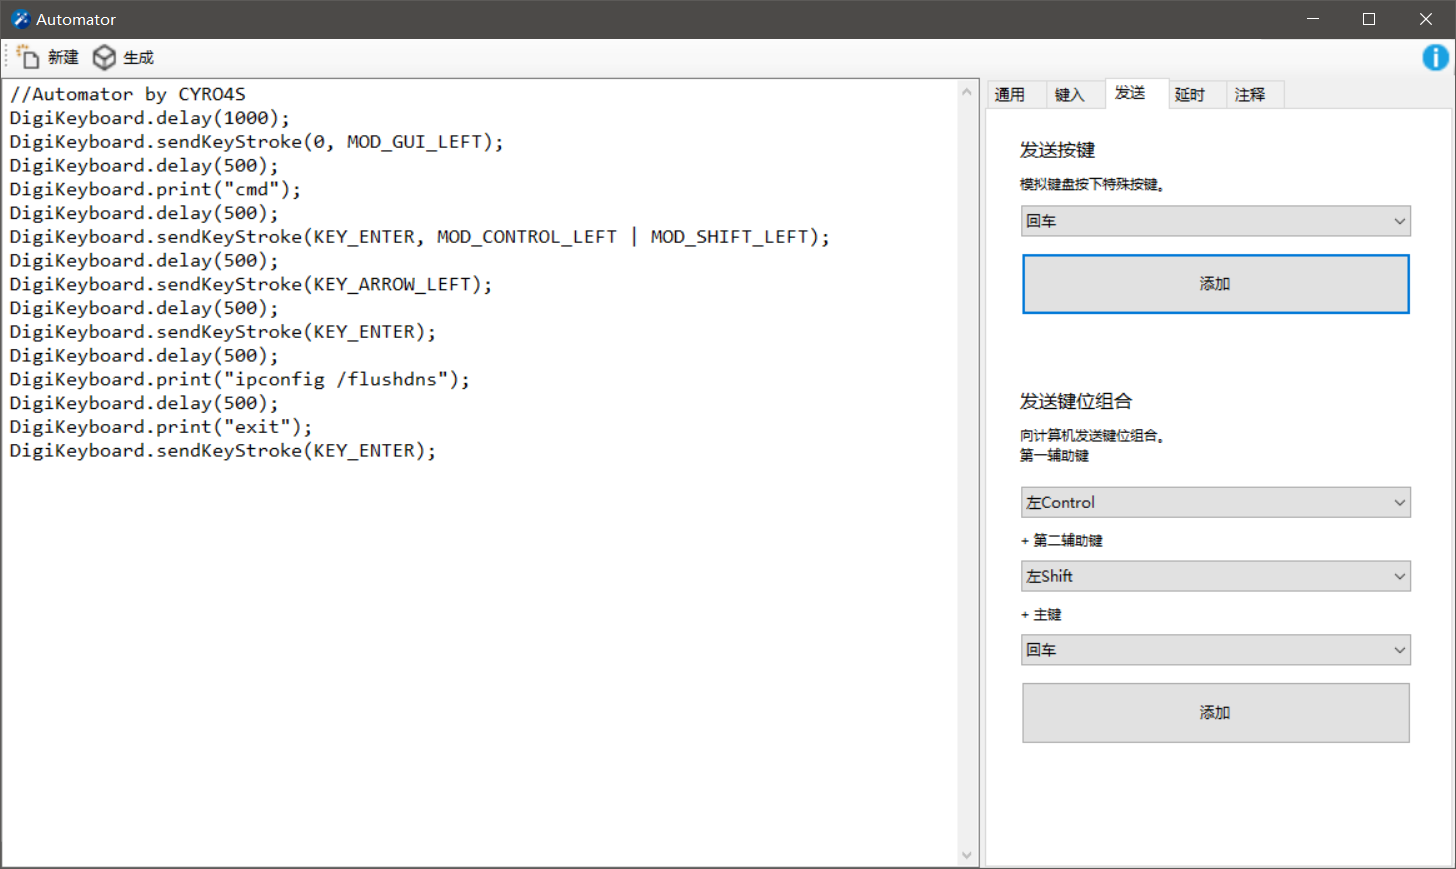 Automator
新建 生成
//Automator by CYRO4S
DigiKeyboard.delay(1000);
DigiKeyboard.sendKeyStroke(0, MOD_GUI_LEFT);
DigiKeyboard.delay(500);
DigiKeyboard.print("cmd");
DigiKeyboard.delay(500);
DigiKeyboard.sendKeyStroke(KEY_ENTER, MOD_CONTROL_LEFT | MOD_SHIFT_LEFT);
DigiKeyboard.delay(500);
DigiKeyboard.sendKeyStroke(KEY_ARROW_LEFT);
DigiKeyboard.delay(500);
DigiKeyboard.sendKeyStroke(KEY_ENTER);
DigiKeyboard.delay(500);
DigiKeyboard.print("ipconfig /flushdns");
DigiKeyboard.delay(500);
DigiKeyboard.print("exit");
DigiKeyboard.sendKeyStroke(KEY_ENTER);
通用 键入 发送 延时 注释
发送按键
模拟键盘按下特殊按键。
回车
添加
发送键位组合
向计算机发送键位组合。
第一辅助键
左Control
+ 第二辅助键
左Shift
+ 主键
回车
添加